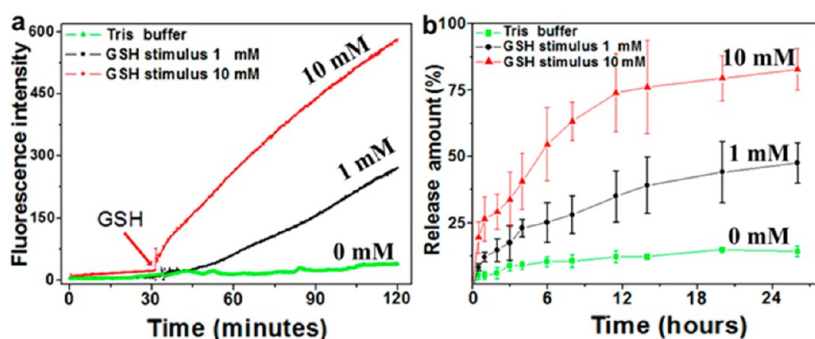 a
Tris buffer
GSH stimulus 1 mM
GSH stimulus 10 mM
600
450
300
150
0
Fluorescence intensity
GSH
10 mM
1 mM
0 mM
0 30 60 90 120
Time (minutes)
b
Tris buffer
GSH stimulus 1 mM
GSH stimulus 10 mM
100
75
50
25
Release amount (%)
10 mM
1 mM
0 mM
0 6 12 18 24
Time (hours)